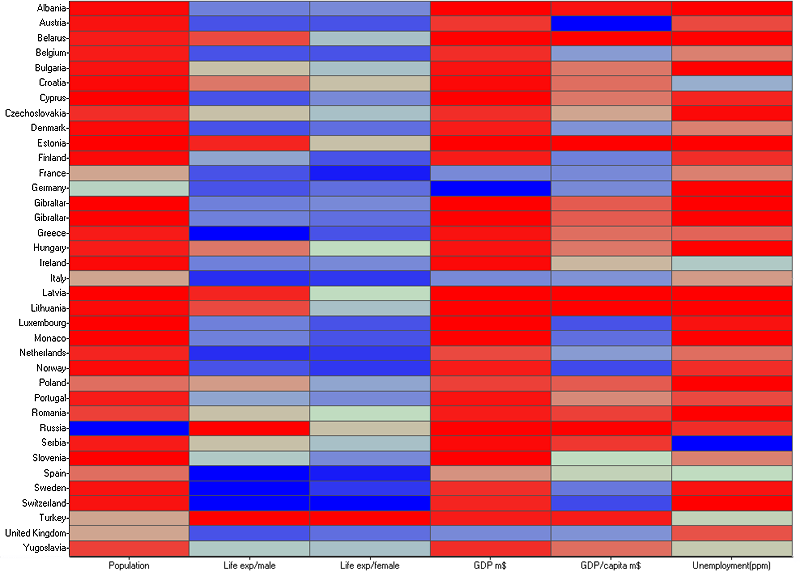 Albania
Austria
Belarus
Belgium
Bulgaria
Croatia
Cyprus
Czechoslovakia
Denmark
Estonia
Finland
France
Germany
Gibraltar
Gibraltar
Greece
Hungary
Ireland
Italy
Latvia
Lithuania
Luxembourg
Monaco
Netherlands
Norway
Poland
Portugal
Romania
Russia
Serbia
Slovenia
Spain
Sweden
Switzerland
Turkey
United Kingdom
Yugoslavia
Population Life exp/male Life exp/female GDP m$ GDP/capita m$ Unemployment(ppm)